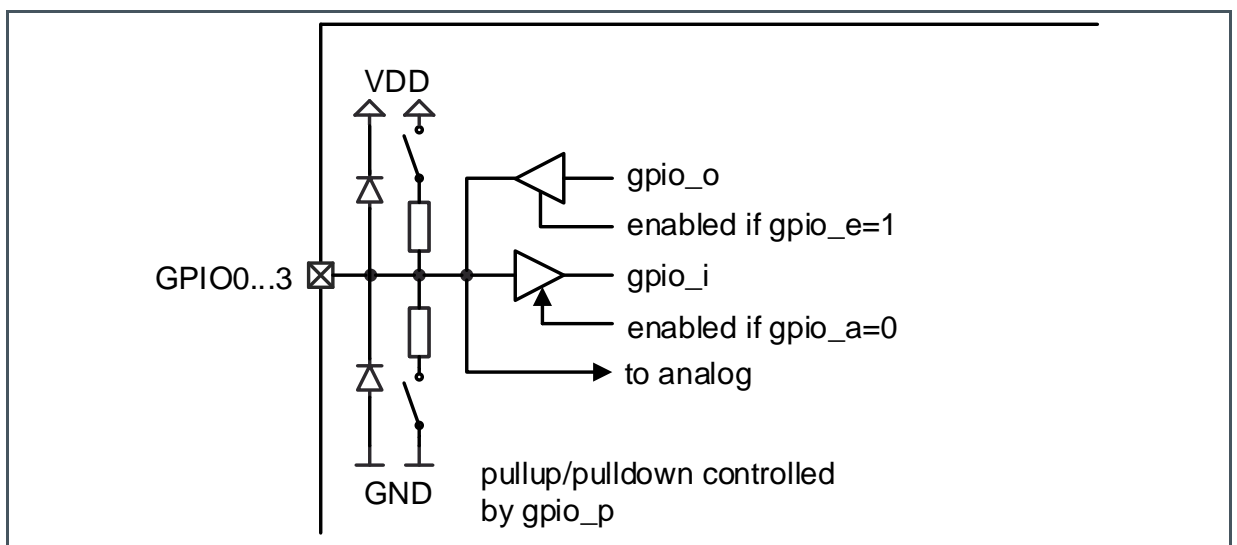 VDD
gpio_o
enabled if gpio_e=1
GPIO0...3
gpio_i
enabled if gpio_a=0
to analog
GND
pullup/pulldown controlled
by gpio_p